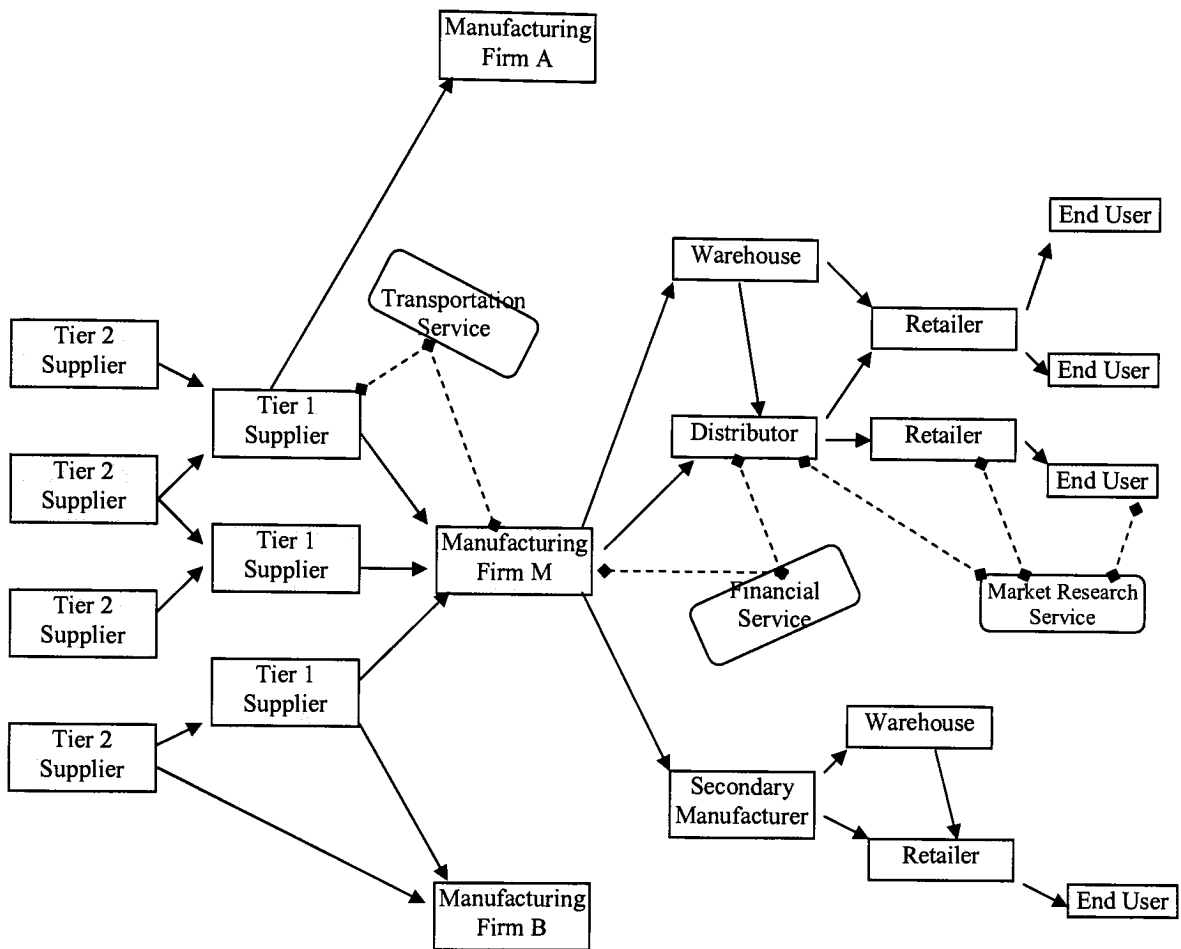 Manufacturing
Firm A
End User
Warehouse
Transportation
Service
Retailer
Tier 2
Supplier
End User
Tier 1
Supplier
Distributor
Retailer
Tier 2
Supplier
End User
Tier 1
Supplier
Manufacturing
Firm M
Financial
Service
Market Research
Service
Tier 2
Supplier
Tier 1
Supplier
Warehouse
Tier 2
Supplier
Secondary
Manufacturer
Retailer
Manufacturing
Firm B
End User